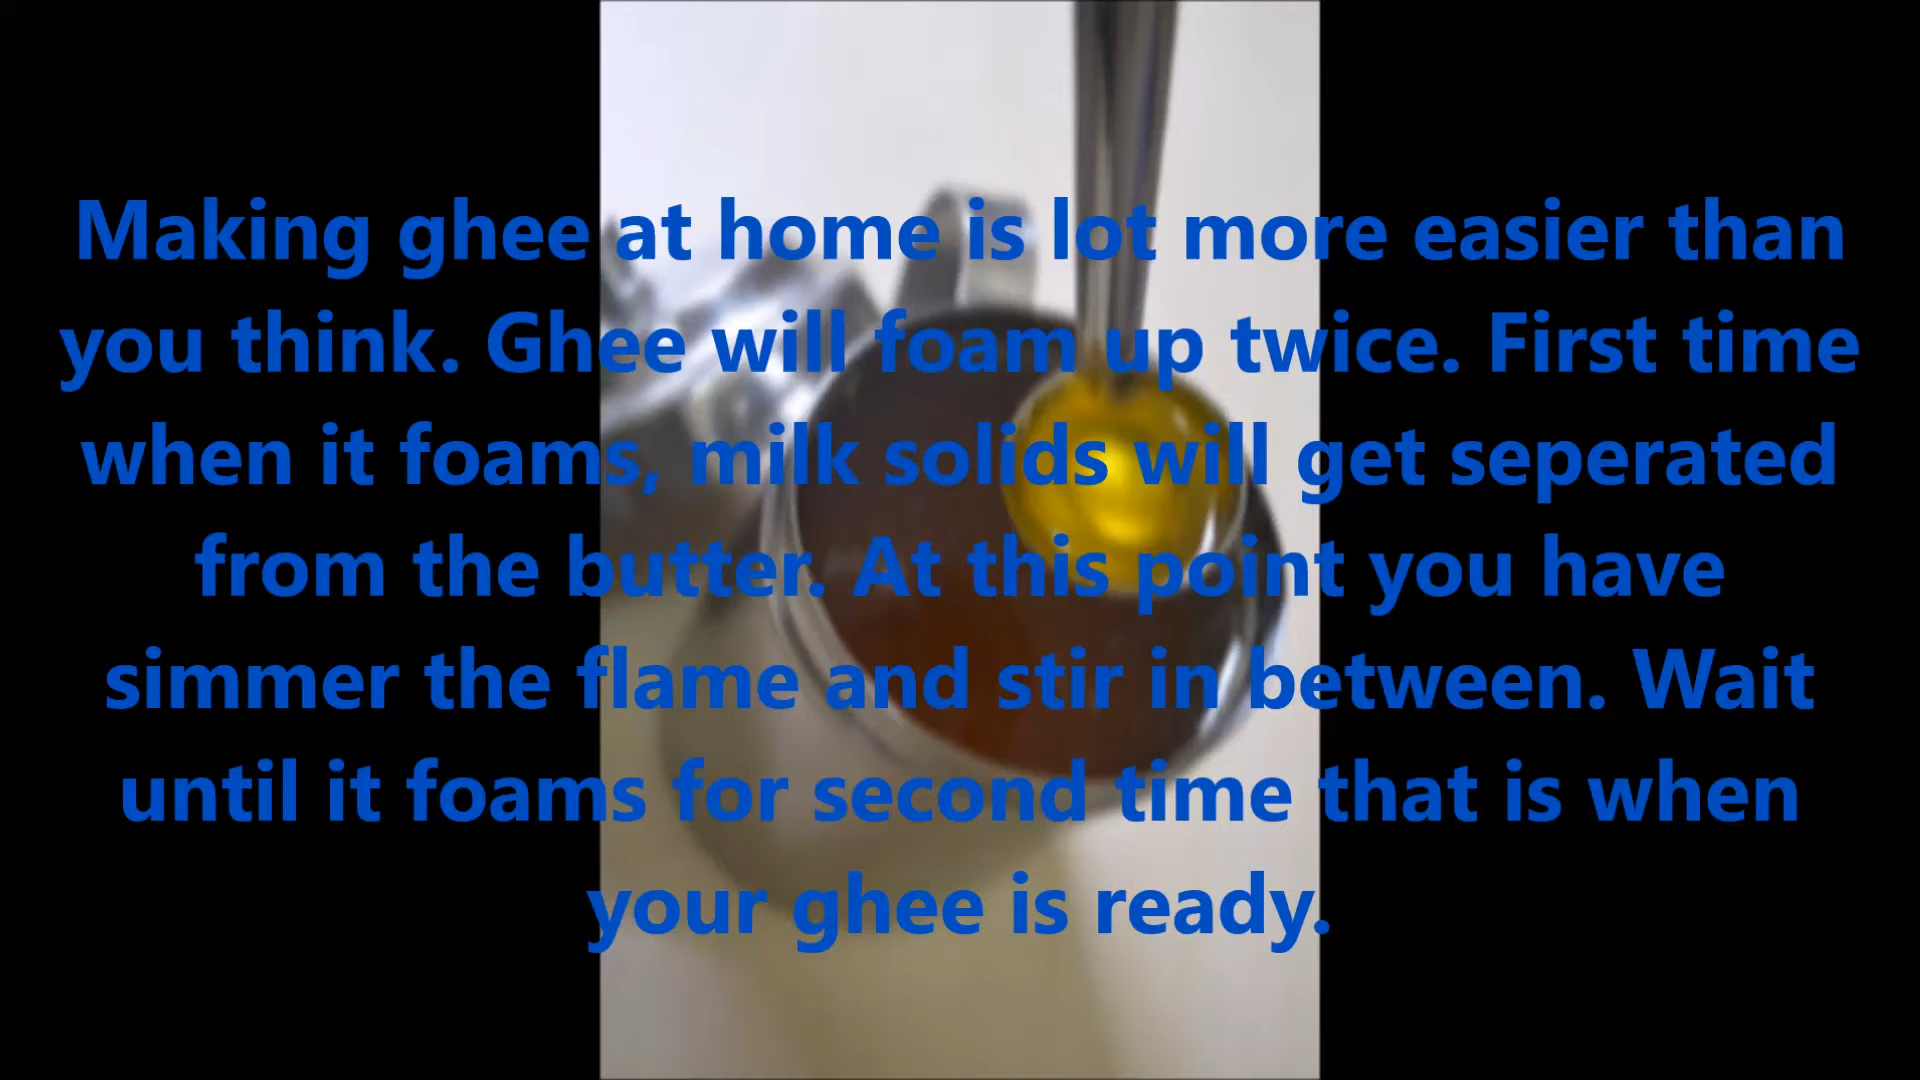 Making ghee at home is lot more easier than
you think. Ghee will foam up twice. First time
when it foams, milk solids will get seperated
from the butter. At this point you have
simmer the flame and stir in between. Wait
until it foams for second time that is when
your ghee is ready.